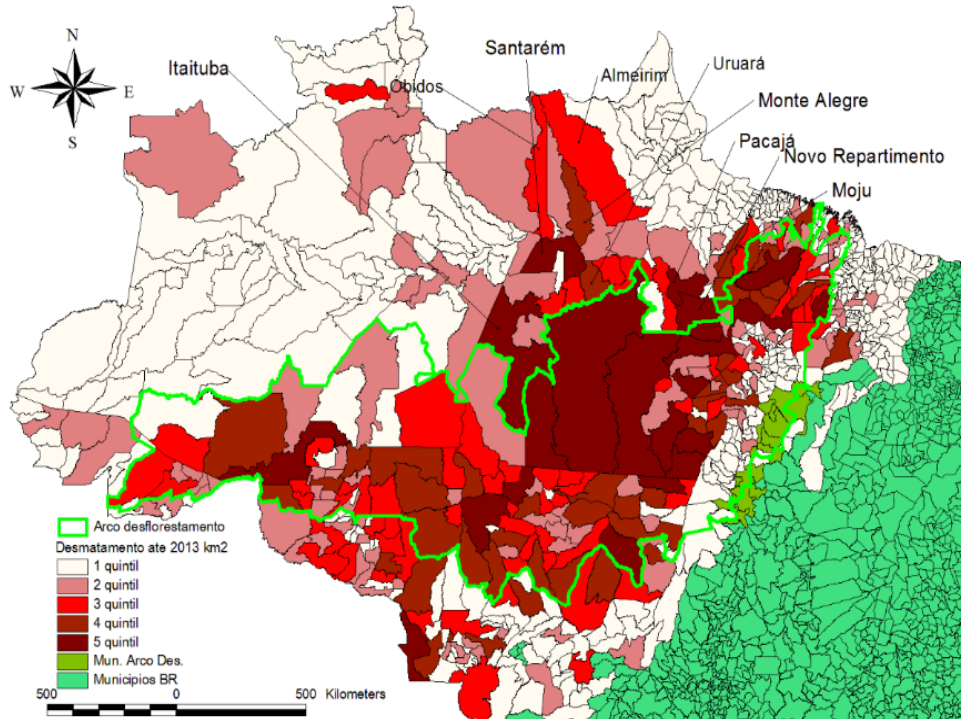 N
W E
S
Itaituba
Santarém
Óbidos
Almeirim
Uruará
Monte Alegre
Pacajá
Novo Repartimento
Moju
Arco desflorestamento
Desmatamento ate 2013 km2
1 quintil
2 quintil
3 quintil
4 quintil
5 quintil
Mun. Arco Des.
Municipios BR
500 0 500 Kilometers